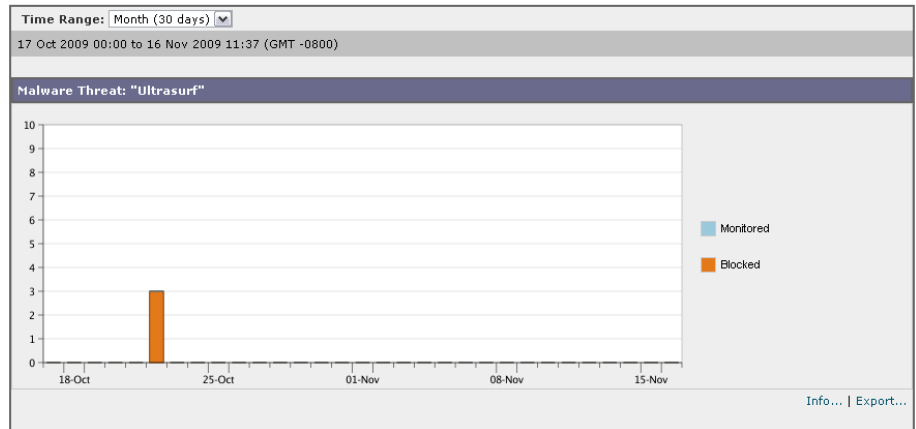 Time Range: Month (30 days)
17 Oct 2009 00:00 to 16 Nov 2009 11:37 (GMT -0800)
Malware Threat: "Ultrasurf"
10
9
8
7
6
5
4
3
2
1
0
Monitored
Blocked
18-Oct 25-Oct 01-Nov 08-Nov 15-Nov
Info... | Export...